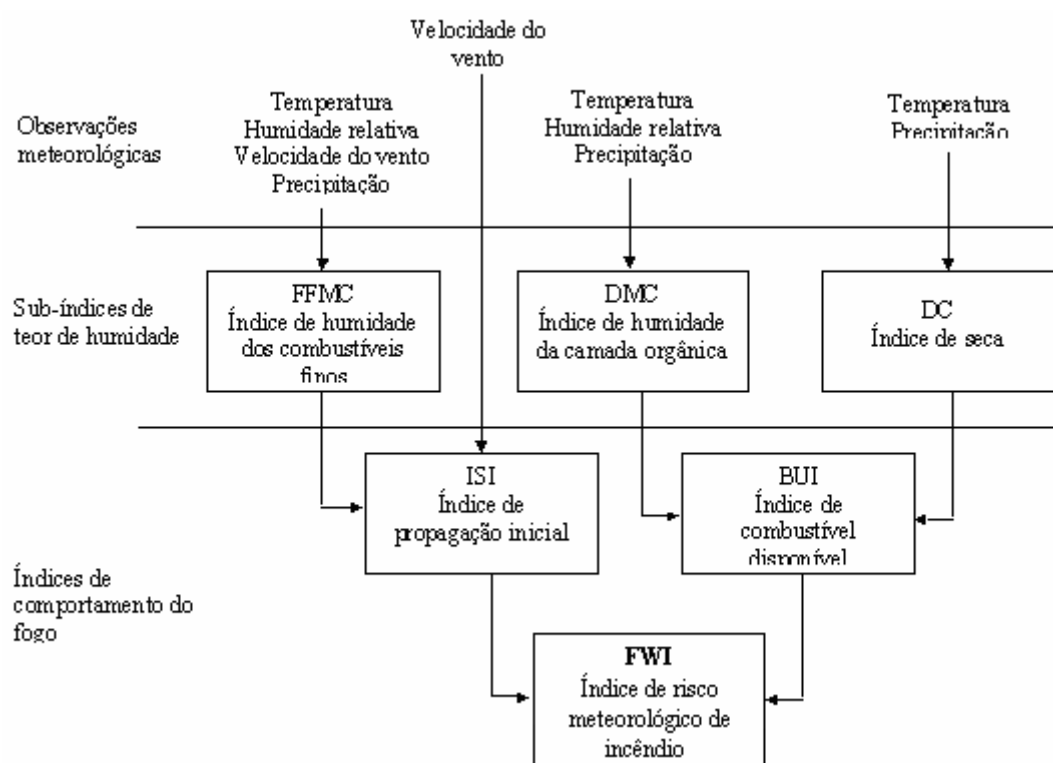 Velocidade do
vento
Observações
meteorológicas
Temperatura
Humidade relativa
Velocidade do vento
Precipitação
Temperatura
Humidade relativa
Precipitação
Temperatura
Precipitação
Sub-índices de
teor de humidade
FFMC
Índice de humidade
dos combustíveis
finos
DMC
Índice de humidade
da camada orgânica
DC
Índice de seca
Índices de
comportamento do
fogo
ISI
Índice de
propagação inicial
BUI
Índice de
combustível
disponível
FWI
Índice de risco
meteorológico de
incêndio